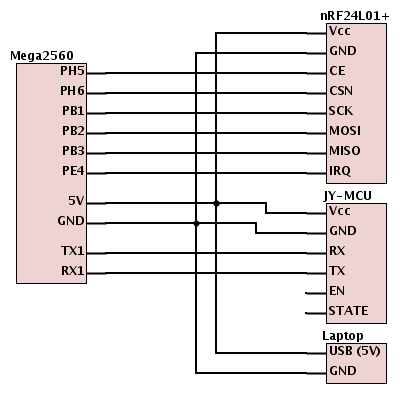 nRF24L01+
Vcc
GND
CE
CSN
SCK
MOSI
MISO
IRQ
Mega2560
PH5
PH6
PB1
PB2
PB3
PE4
5V
GND
TX1
RX1
JY-MCU
Vcc
GND
RX
TX
EN
STATE
Laptop
USB (5V)
GND